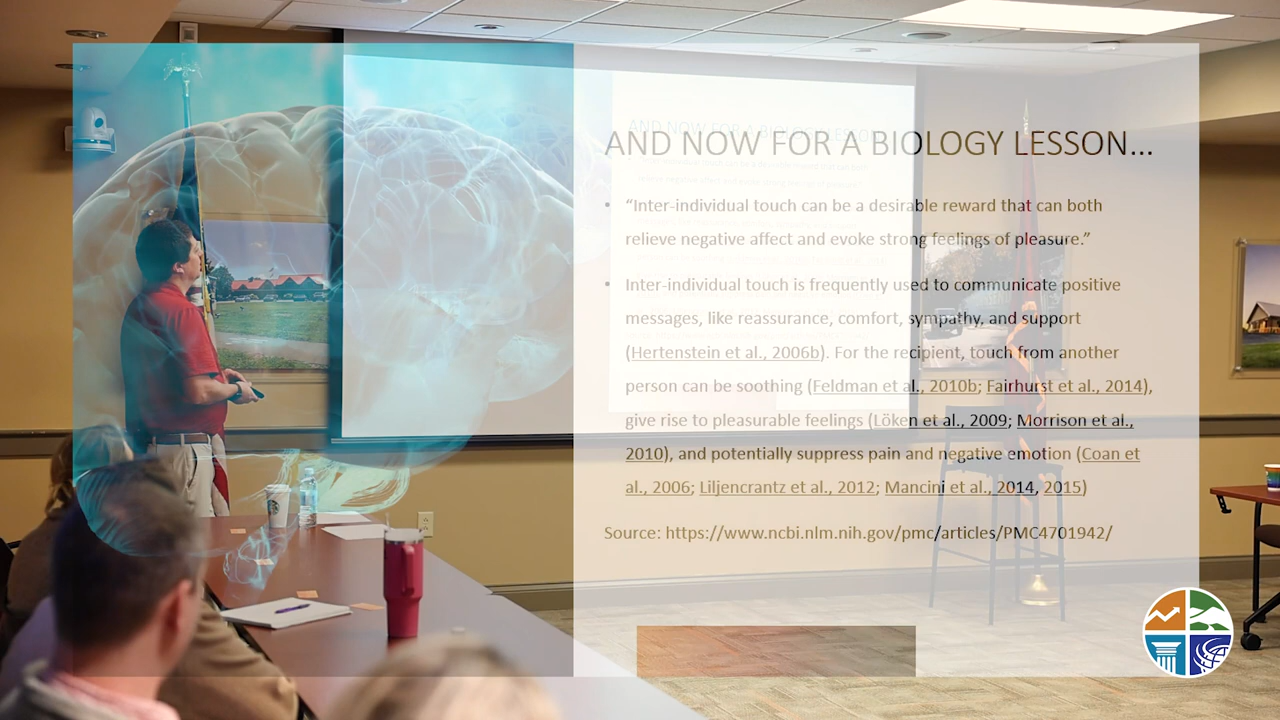 AND NOW FOR A BIOLOGY LESSON...
• “Inter-individual touch can be a desirable reward that can both
relieve negative affect and evoke strong feelings of pleasure.”
• Inter-individual touch is frequently used to communicate positive
messages, like reassurance, comfort, sympathy, and support
(Hertenstein et al., 2006b). For the recipient, touch from another
person can be soothing (Feldman et al., 2010b; Fairhurst et al., 2014),
give rise to pleasurable feelings (Löken et al., 2009; Morrison et al.,
2010), and potentially suppress pain and negative emotion (Coan et
al., 2006; Liljencrantz et al., 2012; Mancini et al., 2014, 2015)
Source: https://www.ncbi.nlm.nih.gov/pmc/articles/PMC4701942/